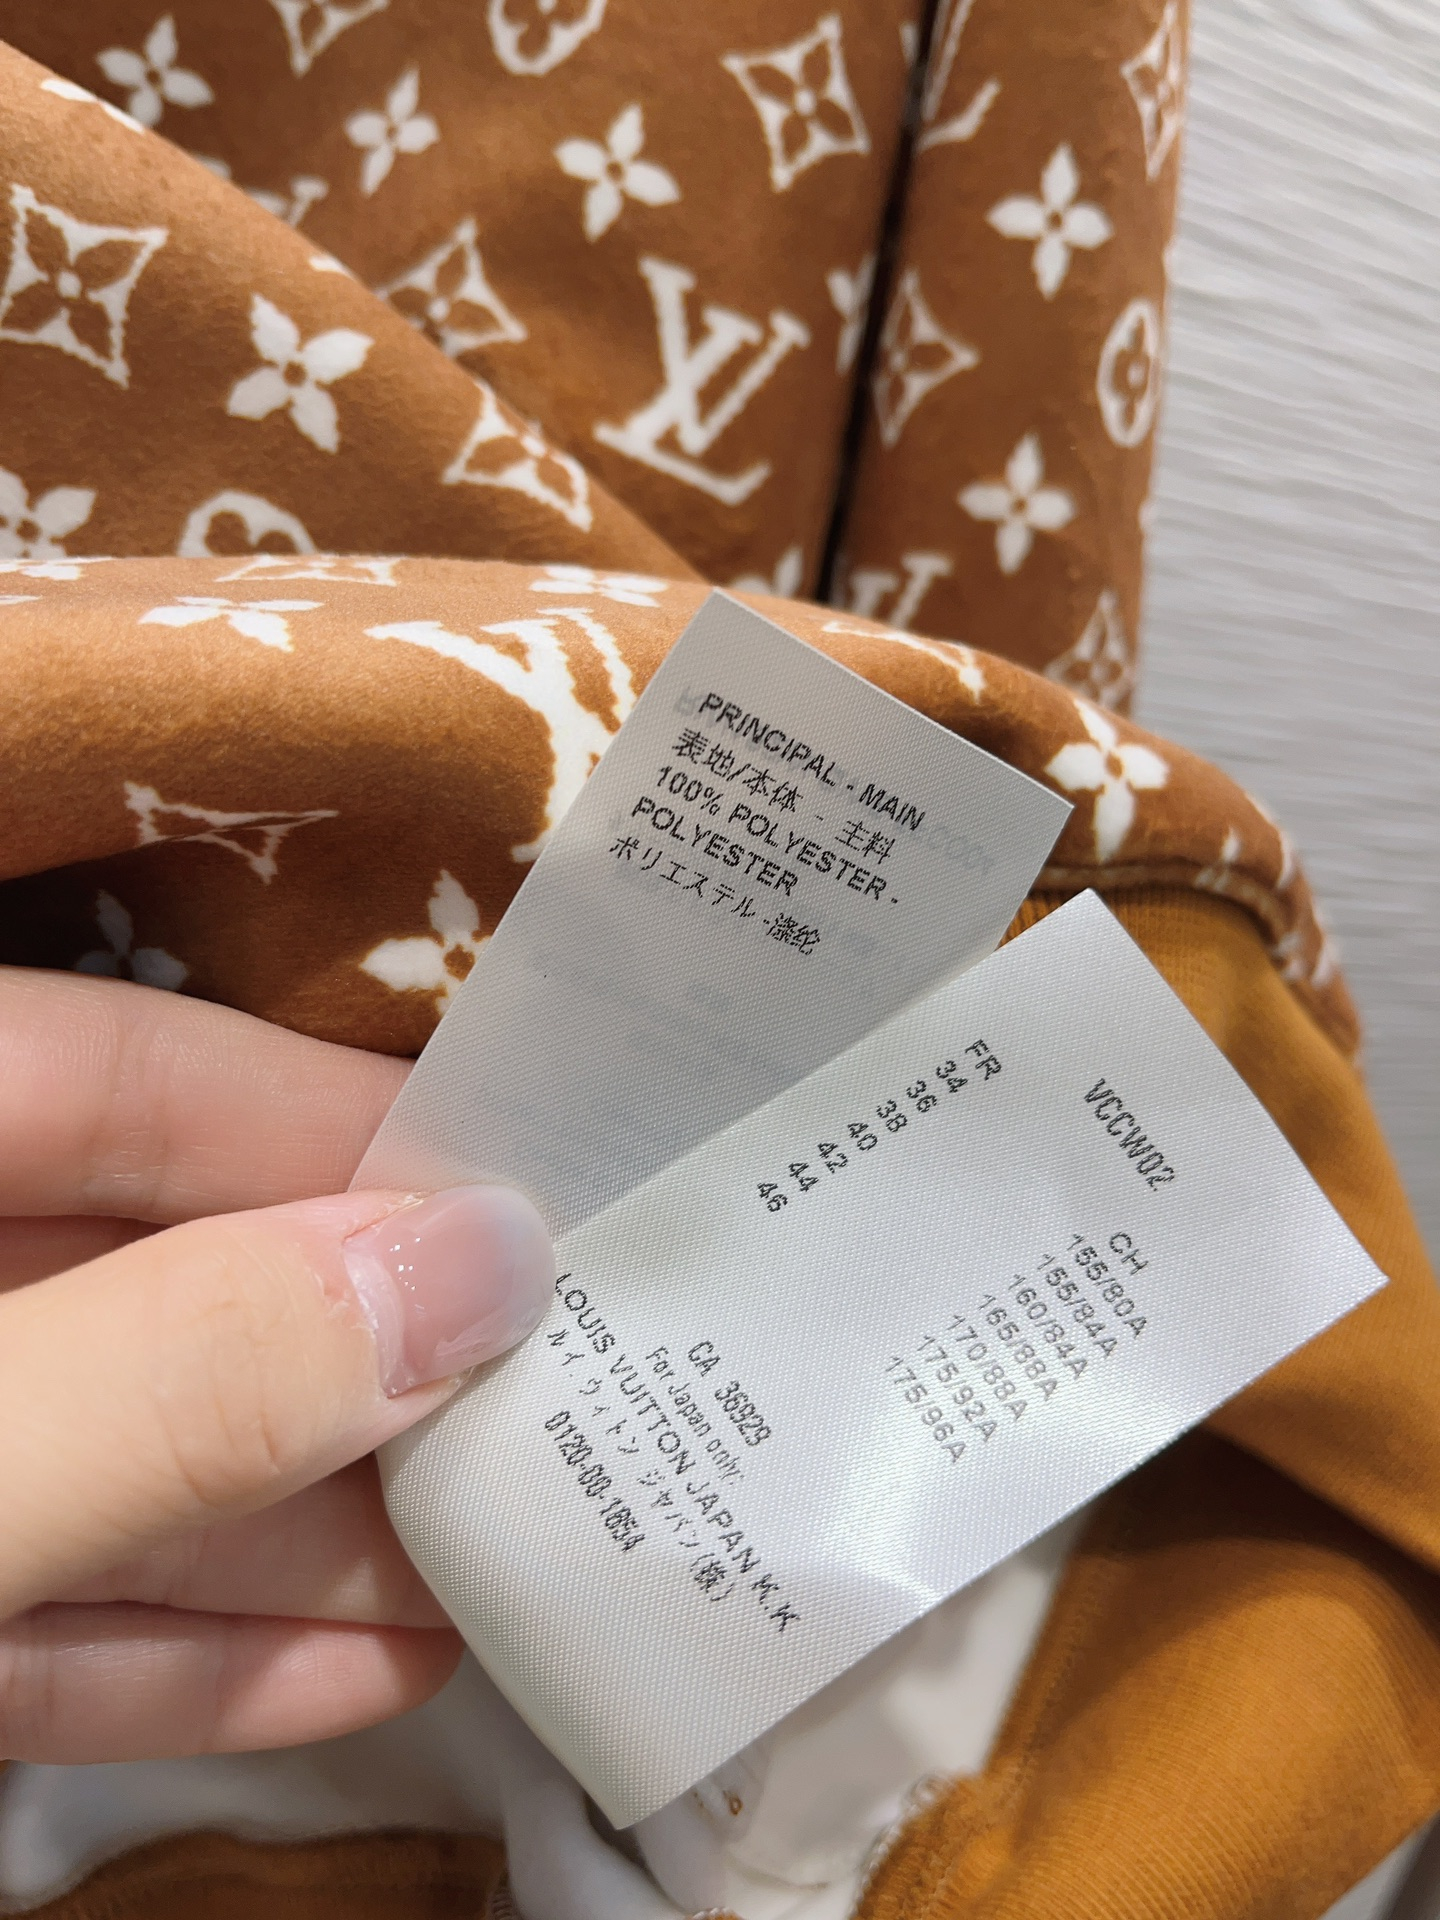 PRINCIPAL - MAIN
表地/本体 - 主料
100% POLYESTER -
POLYESTER
ポリエステル -涤纶
VCCW02
FR
34
36
38
40
42
44
46
CH
155/80A
155/84A
160/84A
165/88A
170/88A
175/92A
175/96A
CA 36929
For Japan only:
LOUIS VUITTON JAPAN K.K
ルイ・ヴィトン ジャパン(株)
0120-00-1854
LV
LV